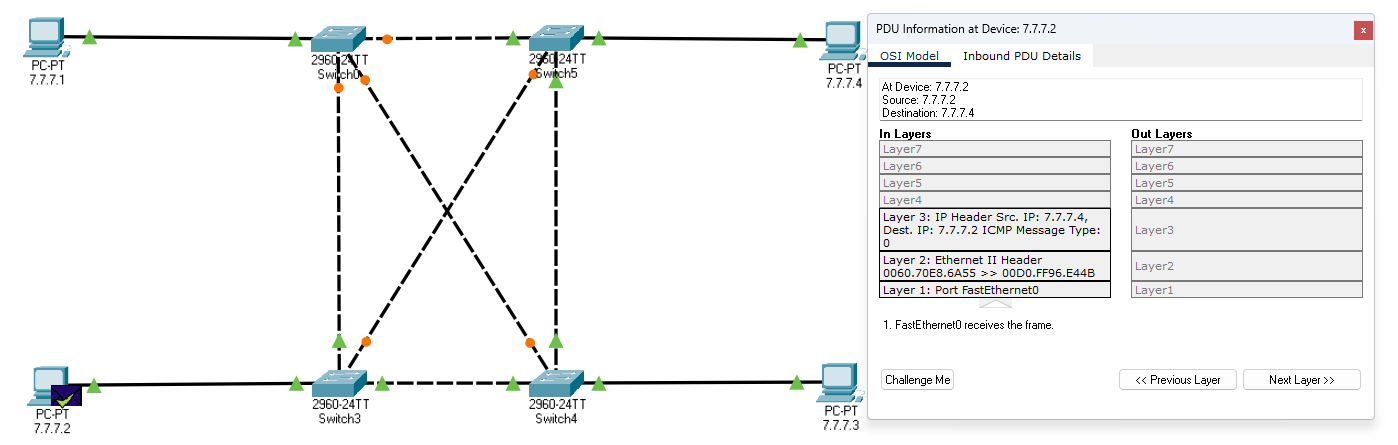 PC-PT
7.7.7.1
2960-24TT
Switch0
2960-24TT
Switch5
PC-PT
7.7.7.4
PC-PT
7.7.7.2
2960-24TT
Switch3
2960-24TT
Switch4
PC-PT
7.7.7.3
PDU Information at Device: 7.7.7.2
x
OSI Model Inbound PDU Details
At Device: 7.7.7.2
Source: 7.7.7.2
Destination: 7.7.7.4
In Layers
Layer7
Layer6
Layer5
Layer4
Layer 3: IP Header Src. IP: 7.7.7.4,
Dest. IP: 7.7.7.2 ICMP Message Type:
0
Layer 2: Ethernet II Header
0060.70E8.6A55 >> 00D0.FF96.E44B
Layer 1: Port FastEthernet0
Out Layers
Layer7
Layer6
Layer5
Layer4
Layer3
Layer2
Layer1
1. FastEthernet0 receives the frame.
Challenge Me
<< Previous Layer
Next Layer >>